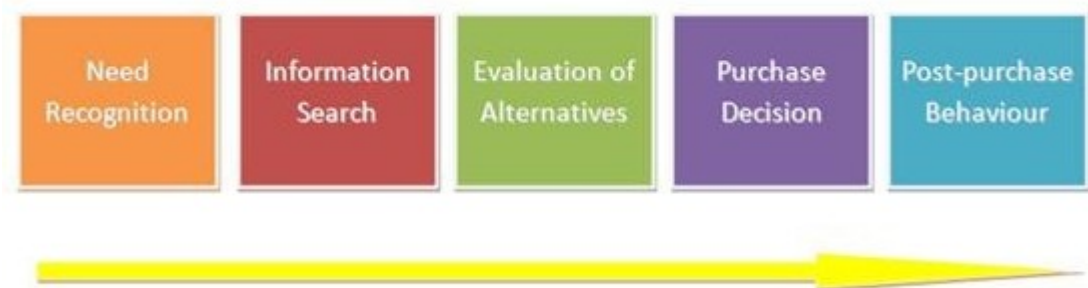 Need
Recognition
Information
Search
Evaluation of
Alternatives
Purchase
Decision
Post-purchase
Behaviour